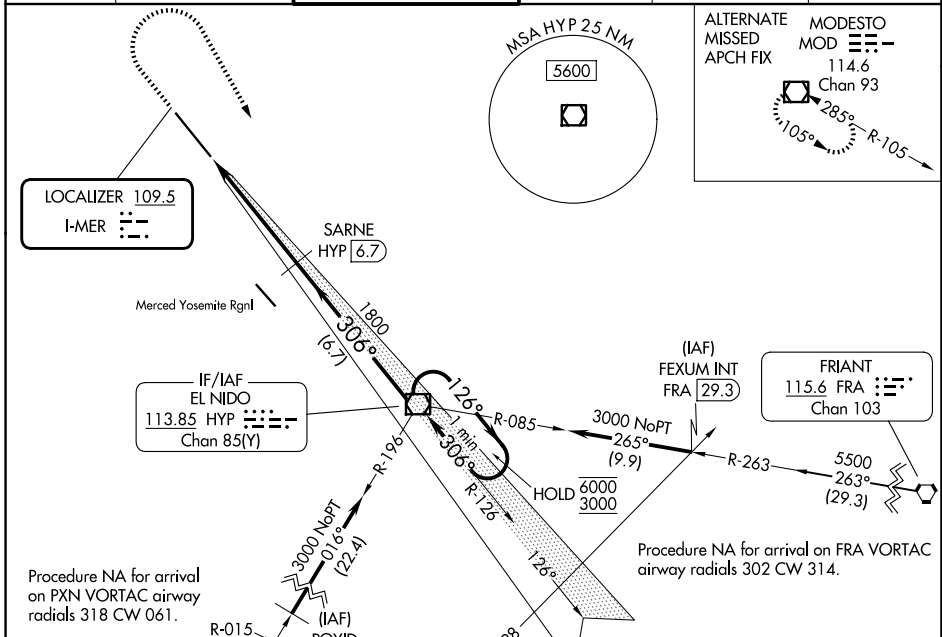 MSA HYP 25 NM
5600
ALTERNATE
MISSED
APCH FIX
MODESTO
MOD
114.6
Chan 93
285°
R-105
105°
LOCALIZER 109.5
I-MER
SARNE
HYP 6.7
Merced Yosemite Rgnl
1800
306°
(6.7)
IF/IAF
EL NIDO
113.85 HYP
Chan 85(Y)
126°
1 min
306°
R-126
126°
HOLD 6000
3000
R-085
3000 NoPT
265°
(9.9)
(IAF)
FEXUM INT
FRA 29.3
FRIANT
115.6 FRA
Chan 103
R-263
5500
263°
(29.3)
R-196
3000 NoPT
016°
(22.4)
Procedure NA for arrival
on PXN VORTAC airway
radials 318 CW 061.
Procedure NA for arrival on FRA VORTAC
airway radials 302 CW 314.
(IAF)
R-015